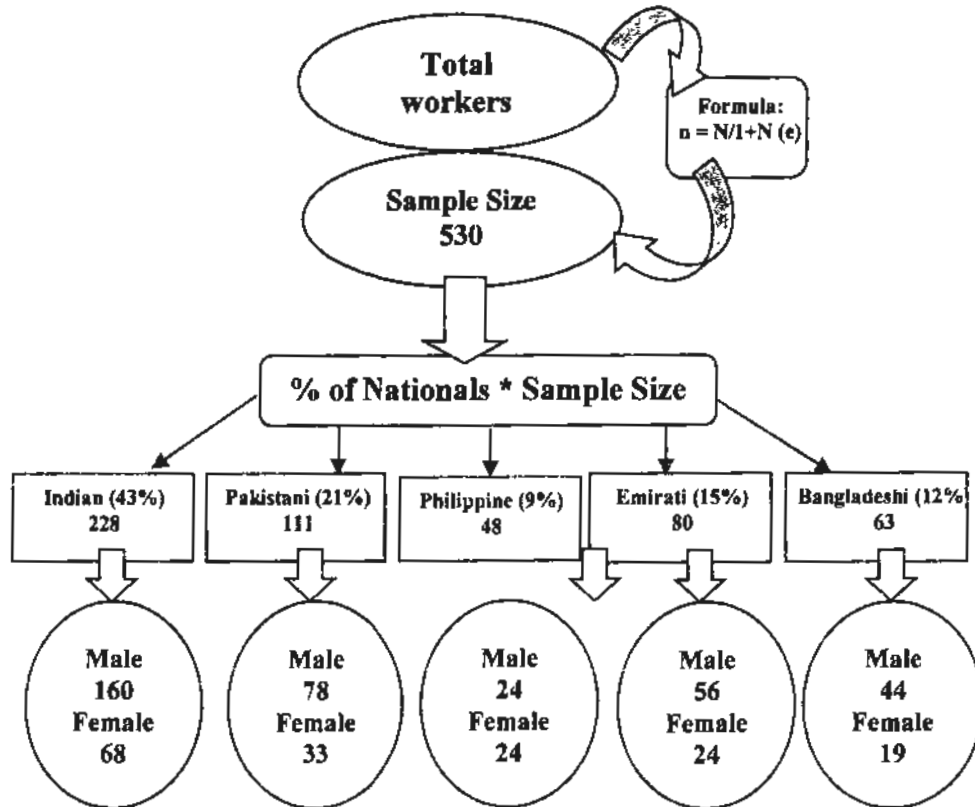 Total
workers
Formula:
n = N/1+N (e)
Sample Size
530
% of Nationals * Sample Size
Indian (43%)
228
Pakistani (21%)
111
Philippine (9%)
48
Emirati (15%)
80
Bangladeshi (12%
63
Male
160
Female
68
Male
78
Female
33
Male
24
Female
24
Male
56
Female
24
Male
44
Female
19